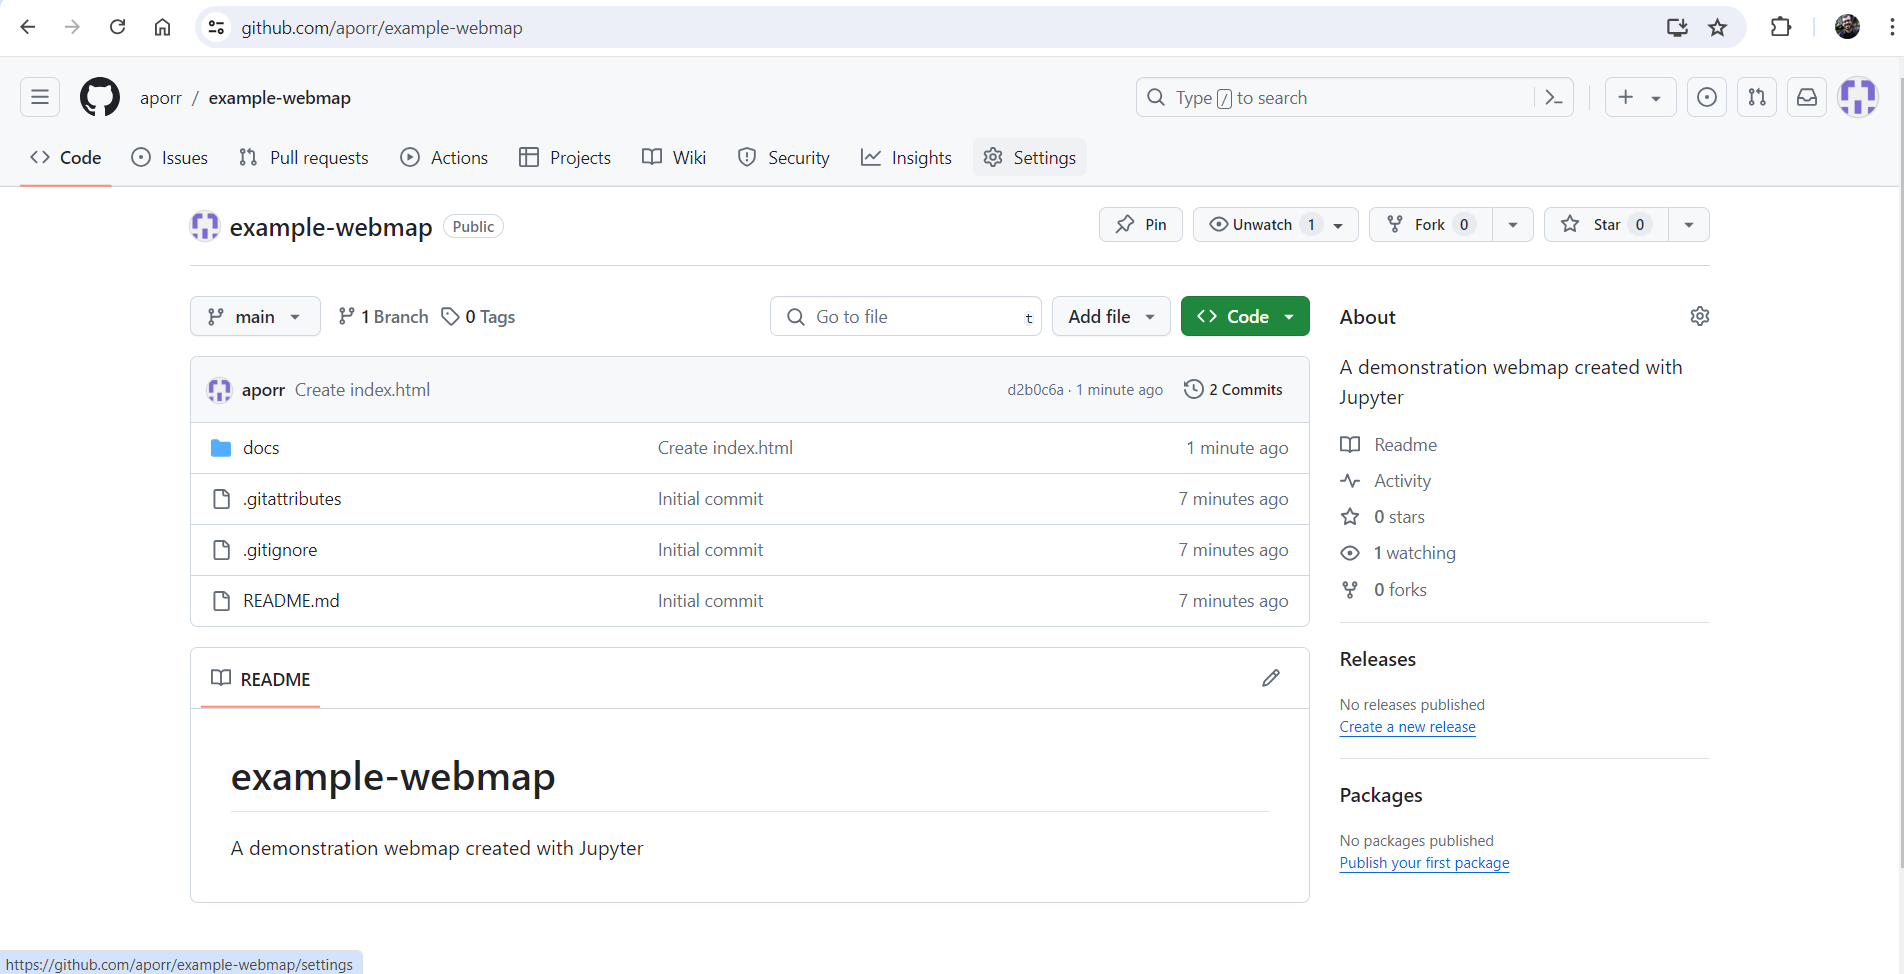 github.com/aporr/example-webmap
aporr / example-webmap
Type / to search
Code Issues Pull requests Actions Projects Wiki Security Insights Settings
example-webmap Public
Pin Unwatch 1 Fork 0 Star 0
main 1 Branch 0 Tags Go to file t Add file Code
aporr Create index.html d2b0c6a · 1 minute ago 2 Commits
docs Create index.html 1 minute ago
.gitattributes Initial commit 7 minutes ago
.gitignore Initial commit 7 minutes ago
README.md Initial commit 7 minutes ago
README
example-webmap
A demonstration webmap created with Jupyter
About
A demonstration webmap created with
Jupyter
Readme
Activity
0 stars
1 watching
0 forks
Releases
No releases published
Create a new release
Packages
No packages published
Publish your first package
https://github.com/aporr/example-webmap/settings